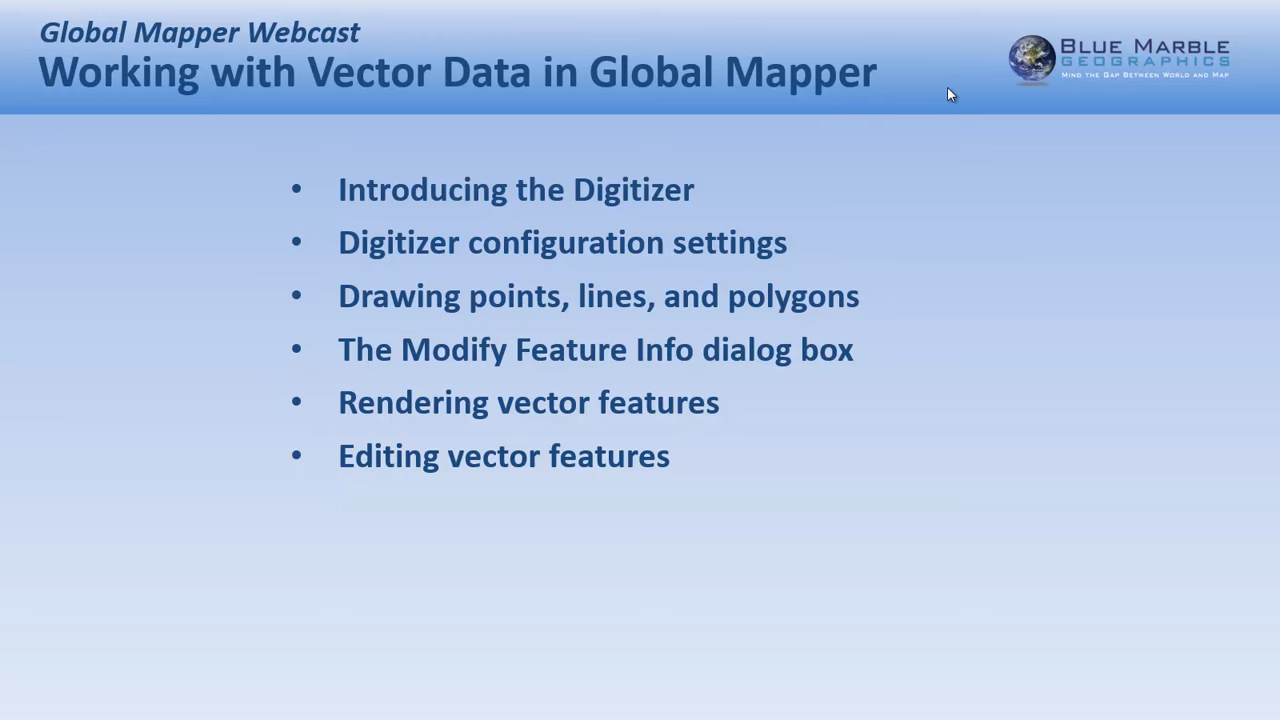 Global Mapper Webcast
Working with Vector Data in Global Mapper
BLUE MARBLE
GEOGRAPHICS
MIND THE GAP BETWEEN WORLD AND MAP
• Introducing the Digitizer
• Digitizer configuration settings
• Drawing points, lines, and polygons
• The Modify Feature Info dialog box
• Rendering vector features
• Editing vector features